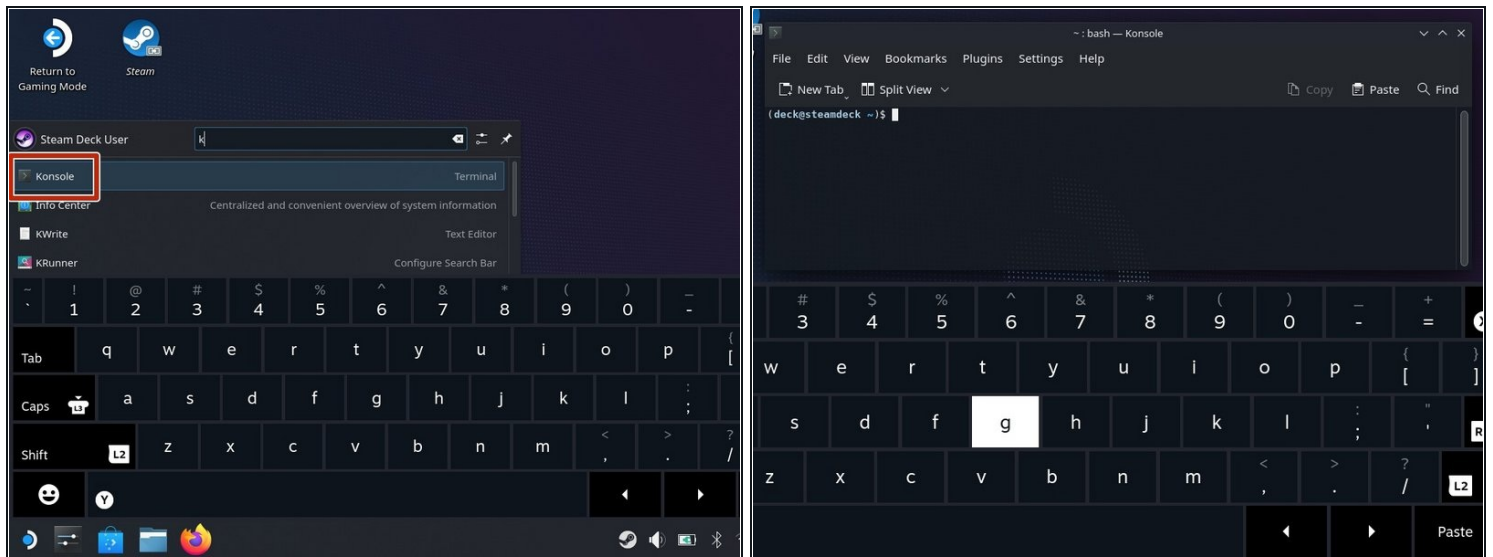 Return to
Gaming Mode
Steam
Steam Deck User
k
Konsole
Terminal
Info Center
Centralized and convenient overview of system information
KWrite
Text Editor
KRunner
Configure Search Bar
~ ! @ # $ % ^ & * ( ) _
` 1 2 3 4 5 6 7 8 9 0 -
Tab q w e r t y u i o p { [
Caps L3 a s d f g h j k l : ;
Shift L2 z x c v b n m < , > . ? /
Y
~ : bash — Konsole
File Edit View Bookmarks Plugins Settings Help
New Tab Split View Copy Paste Find
(deck@steamdeck ~)$
# $ % ^ & * ( ) _ +
3 4 5 6 7 8 9 0 - =
w e r t y u i o p { [ } ]
s d f g h j k l : ; " ' R
z x c v b n m < , > . ? / L2
Paste